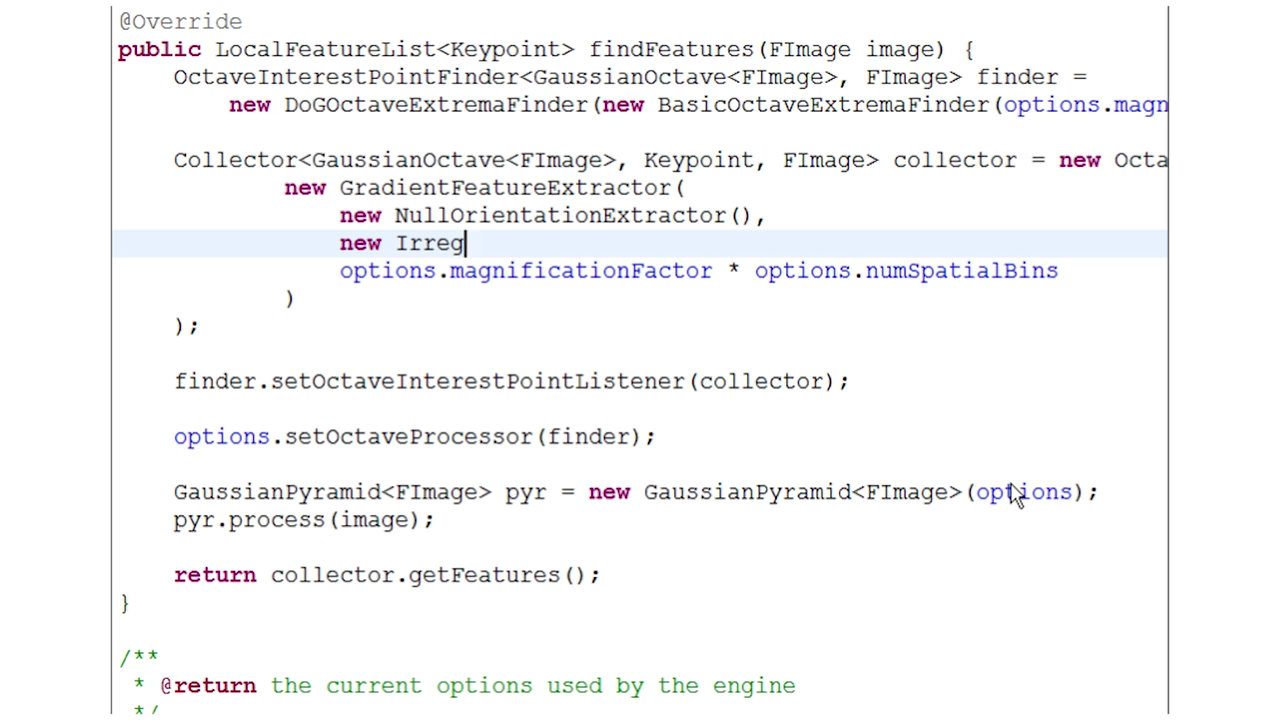 @Override
public LocalFeatureList<Keypoint> findFeatures(FImage image) {
OctaveInterestPointFinder<GaussianOctave<FImage>, FImage> finder =
new DoGOctaveExtremaFinder(new BasicOctaveExtremaFinder(options.magn
Collector<GaussianOctave<FImage>, Keypoint, FImage> collector = new Octa
new GradientFeatureExtractor(
new NullOrientationExtractor(),
new Irreg
options.magnificationFactor * options.numSpatialBins
)
);
finder.setOctaveInterestPointListener(collector);
options.setOctaveProcessor(finder);
GaussianPyramid<FImage> pyr = new GaussianPyramid<FImage>(options);
pyr.process(image);
return collector.getFeatures();
}
/**
* @return the current options used by the engine
*/